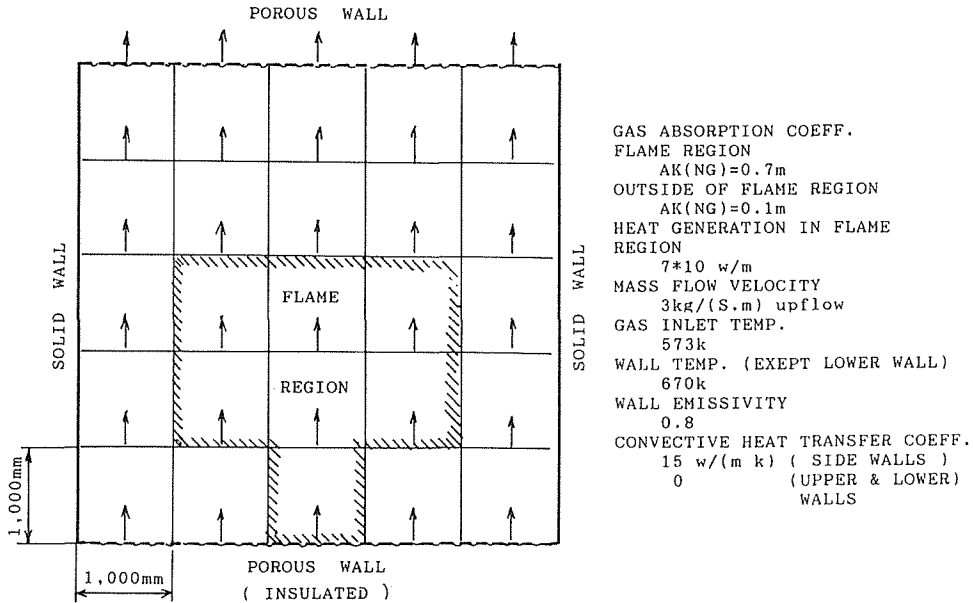 POROUS WALL
SOLID WALL
FLAME
REGION
SOLID WALL
1,000mm
1,000mm
POROUS WALL
( INSULATED )
GAS ABSORPTION COEFF.
FLAME REGION
AK(NG)=0.7m
OUTSIDE OF FLAME REGION
AK(NG)=0.1m
HEAT GENERATION IN FLAME
REGION
7*10 w/m
MASS FLOW VELOCITY
3kg/(S.m) upflow
GAS INLET TEMP.
573k
WALL TEMP. (EXEPT LOWER WALL)
670k
WALL EMISSIVITY
0.8
CONVECTIVE HEAT TRANSFER COEFF.
15 w/(m k) ( SIDE WALLS )
0 (UPPER & LOWER)
WALLS